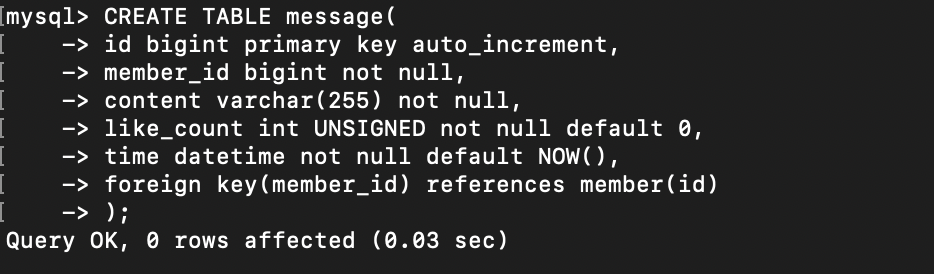 mysql> CREATE TABLE message(
-> id bigint primary key auto_increment,
-> member_id bigint not null,
-> content varchar(255) not null,
-> like_count int UNSIGNED not null default 0,
-> time datetime not null default NOW(),
-> foreign key(member_id) references member(id)
-> );
Query OK, 0 rows affected (0.03 sec)